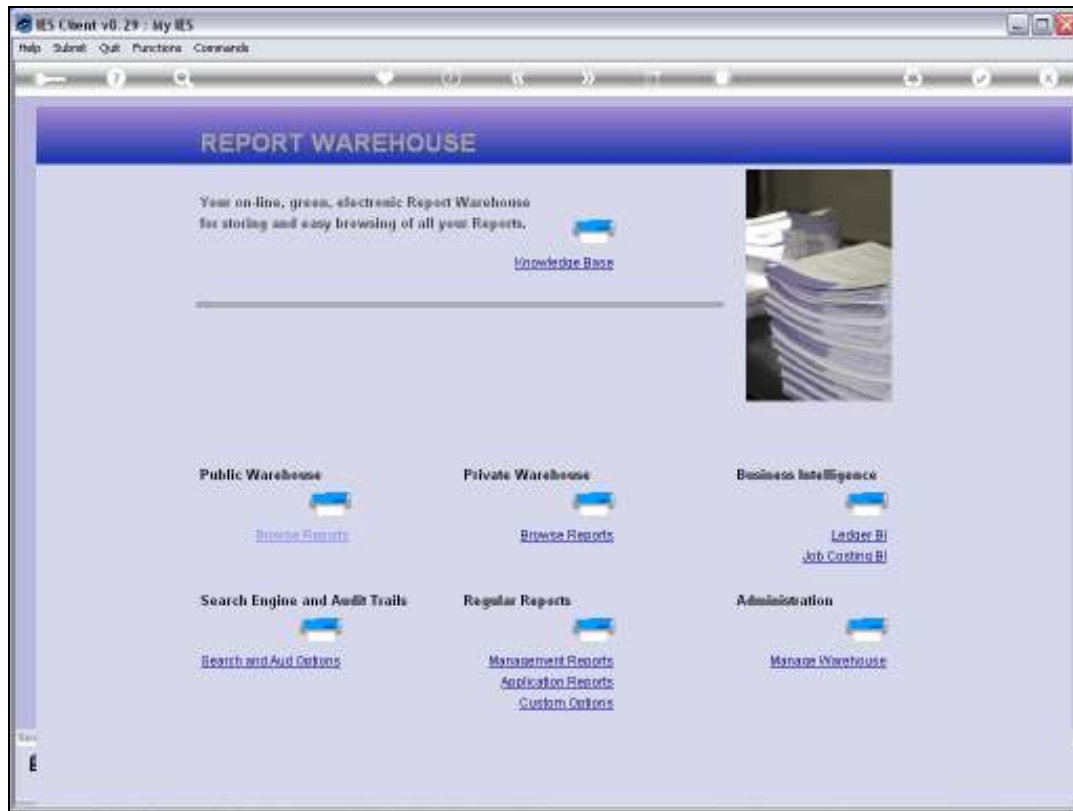 IES Client v0.29 : My IES
Help Submit Quit Functions Commands
REPORT WAREHOUSE
Your on-line, green, electronic Report Warehouse
for storing and easy browsing of all your Reports.
Knowledge Base
Public Warehouse Private Warehouse Business Intelligence
Browse Reports Browse Reports Ledger BI
Job Costing BI
Search Engine and Audit Trails Regular Reports Administration
Search and Aud Options Management Reports Manage Warehouse
Application Reports
Custom Options